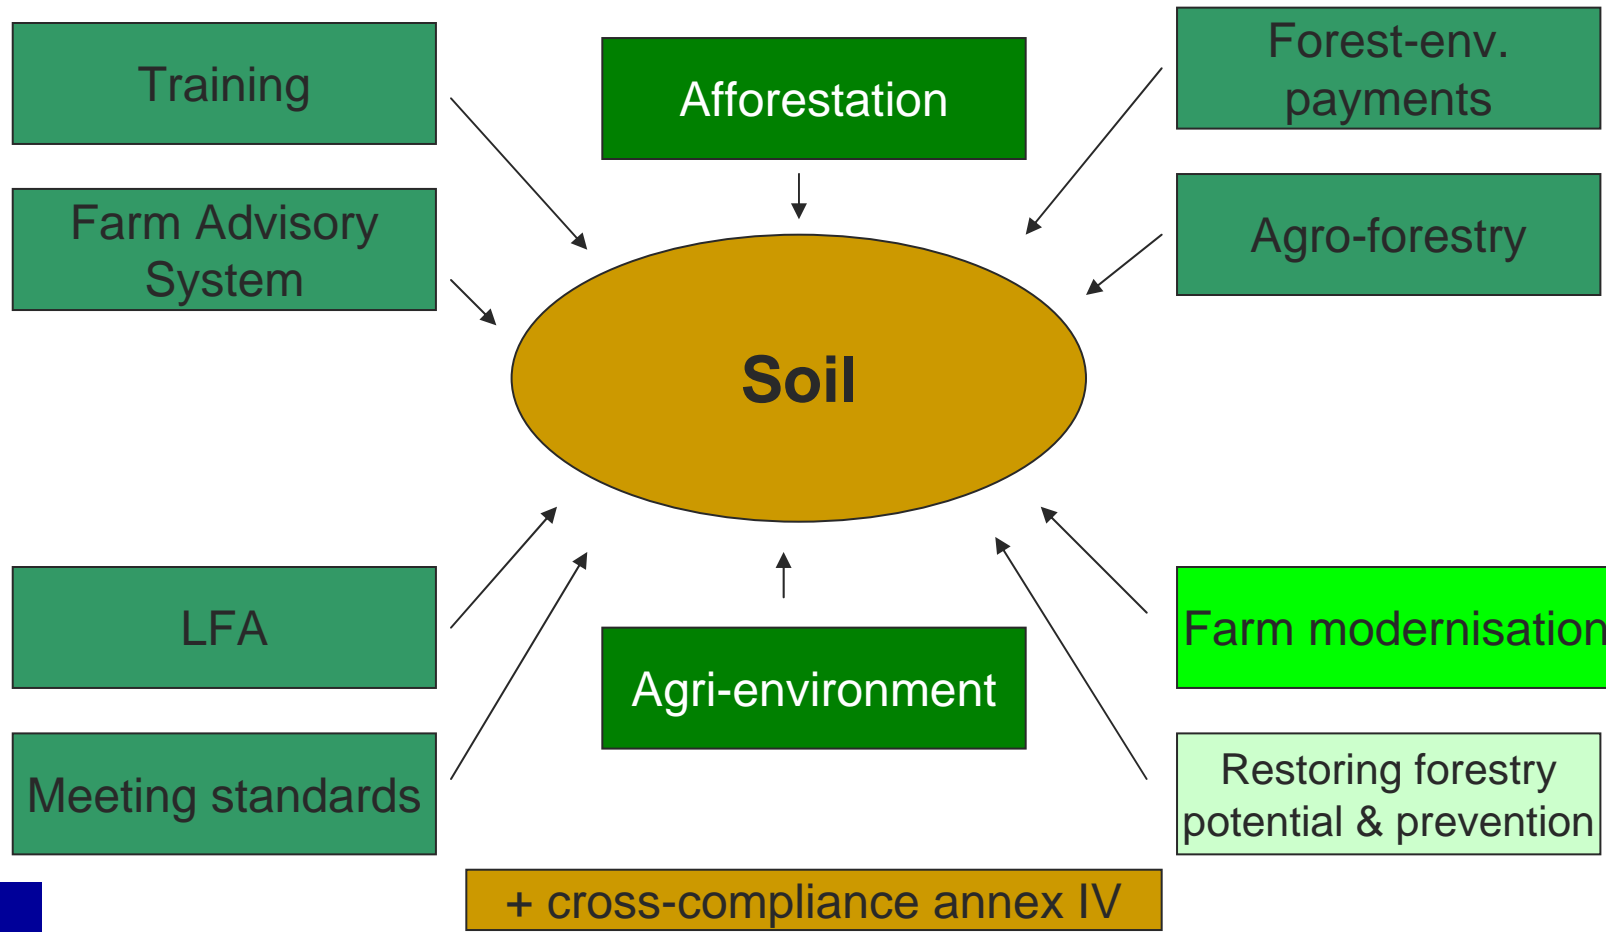 Training
Afforestation
Forest-env.
payments
Farm Advisory
System
Agro-forestry
Soil
LFA
Farm modernisation
Agri-environment
Meeting standards
Restoring forestry
potential & prevention
+ cross-compliance annex IV